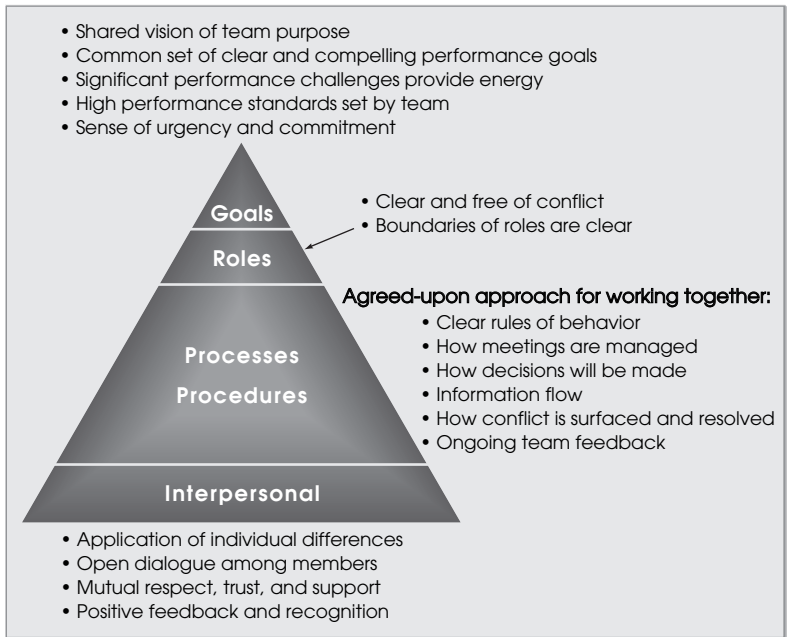 • Shared vision of team purpose
• Common set of clear and compelling performance goals
• Significant performance challenges provide energy
• High performance standards set by team
• Sense of urgency and commitment
Goals
• Clear and free of conflict
• Boundaries of roles are clear
Roles
Agreed-upon approach for working together:
• Clear rules of behavior
• How meetings are managed
• How decisions will be made
• Information flow
• How conflict is surfaced and resolved
• Ongoing team feedback
Processes
Procedures
Interpersonal
• Application of individual differences
• Open dialogue among members
• Mutual respect, trust, and support
• Positive feedback and recognition